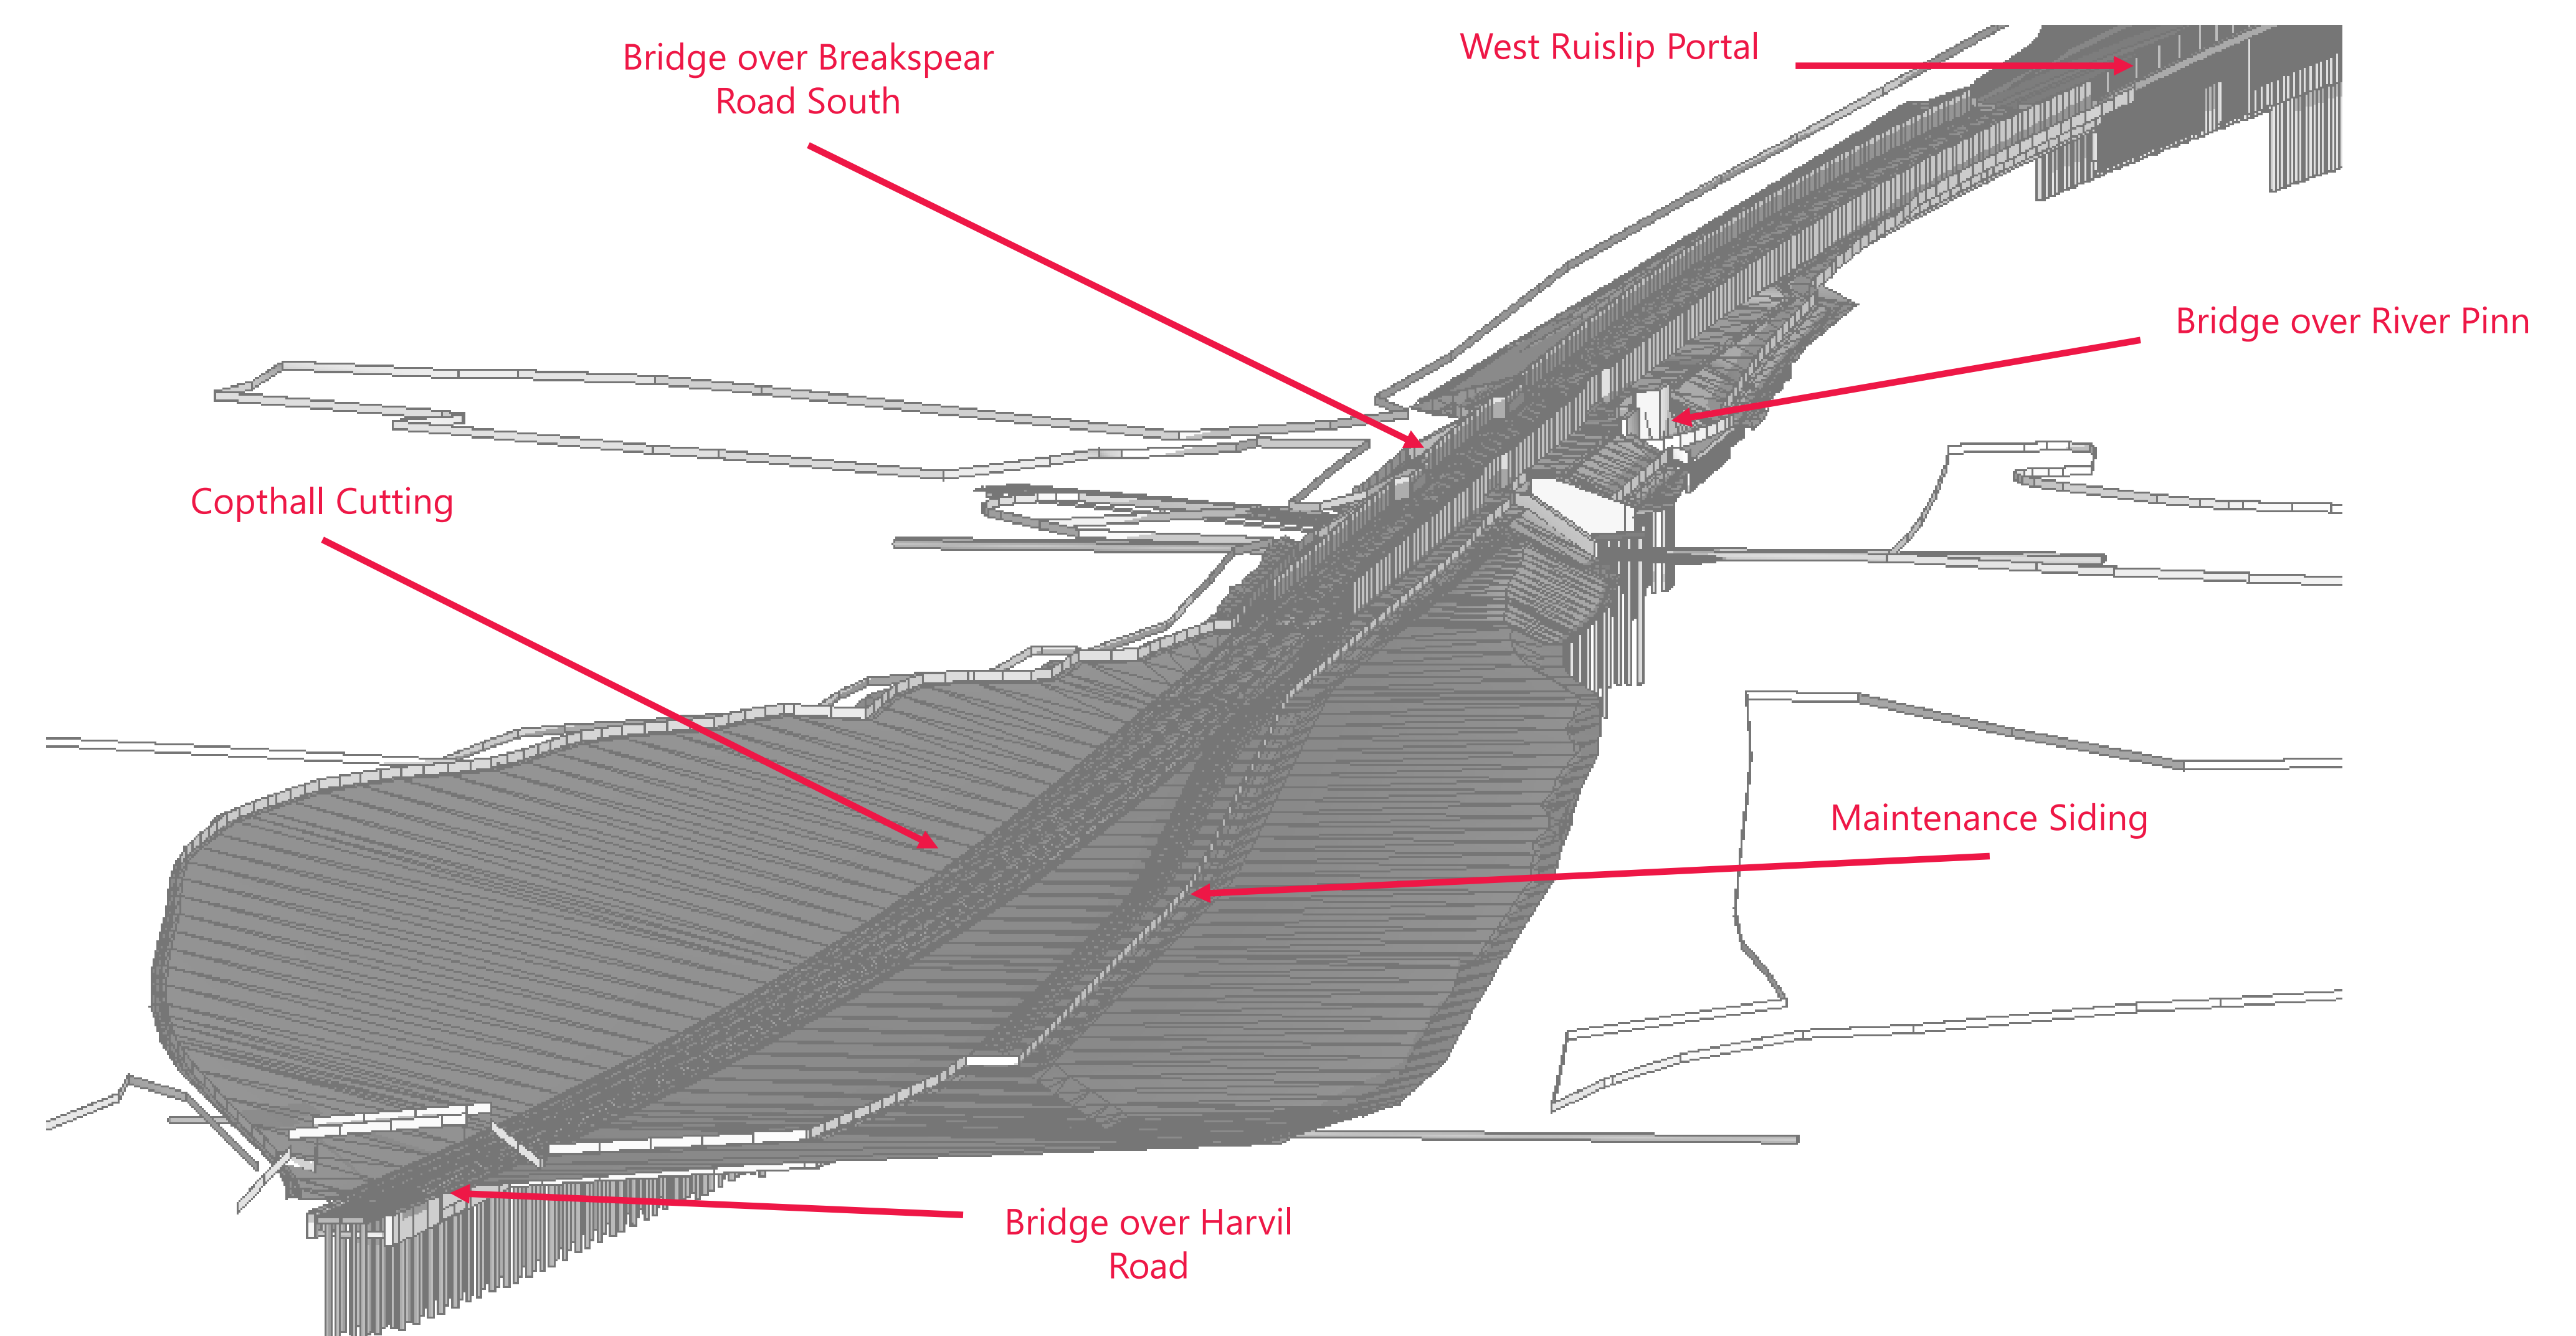 Bridge over Breakspear
Road South
West Ruislip Portal
Bridge over River Pinn
Copthall Cutting
Maintenance Siding
Bridge over Harvil
Road